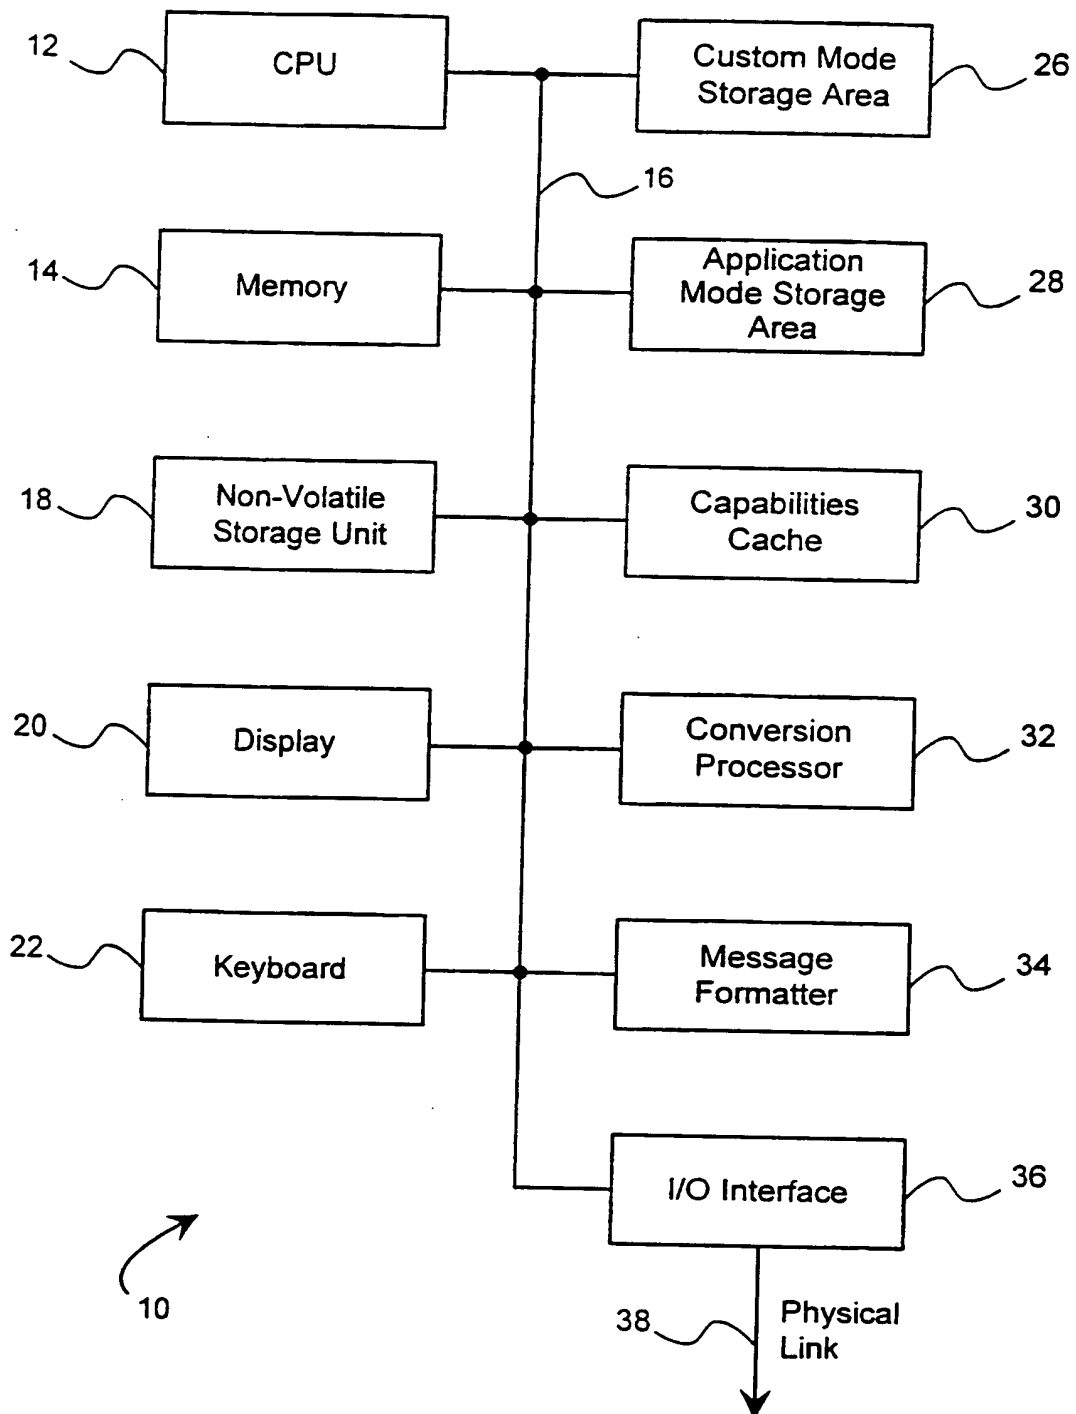 12
CPU
Custom Mode
Storage Area
26
16
14
Memory
Application
Mode Storage
Area
28
18
Non-Volatile
Storage Unit
Capabilities
Cache
30
20
Display
Conversion
Processor
32
22
Keyboard
Message
Formatter
34
I/O Interface
36
10
38
Physical
Link